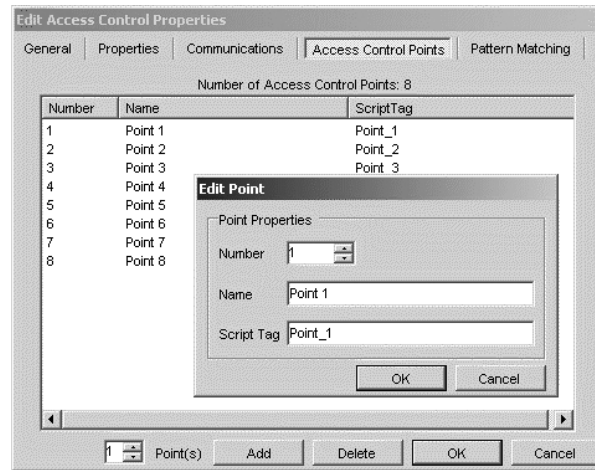 Edit Access Control Properties
General Properties Communications Access Control Points Pattern Matching
Number of Access Control Points: 8
Number Name ScriptTag
1 Point 1 Point_1
2 Point 2 Point_2
3 Point 3 Point_3
4 Point 4
5 Point 5
6 Point 6
7 Point 7
8 Point 8
Edit Point
Point Properties
Number 1
Name Point 1
Script Tag Point_1
OK Cancel
1 Point(s) Add Delete OK Cancel